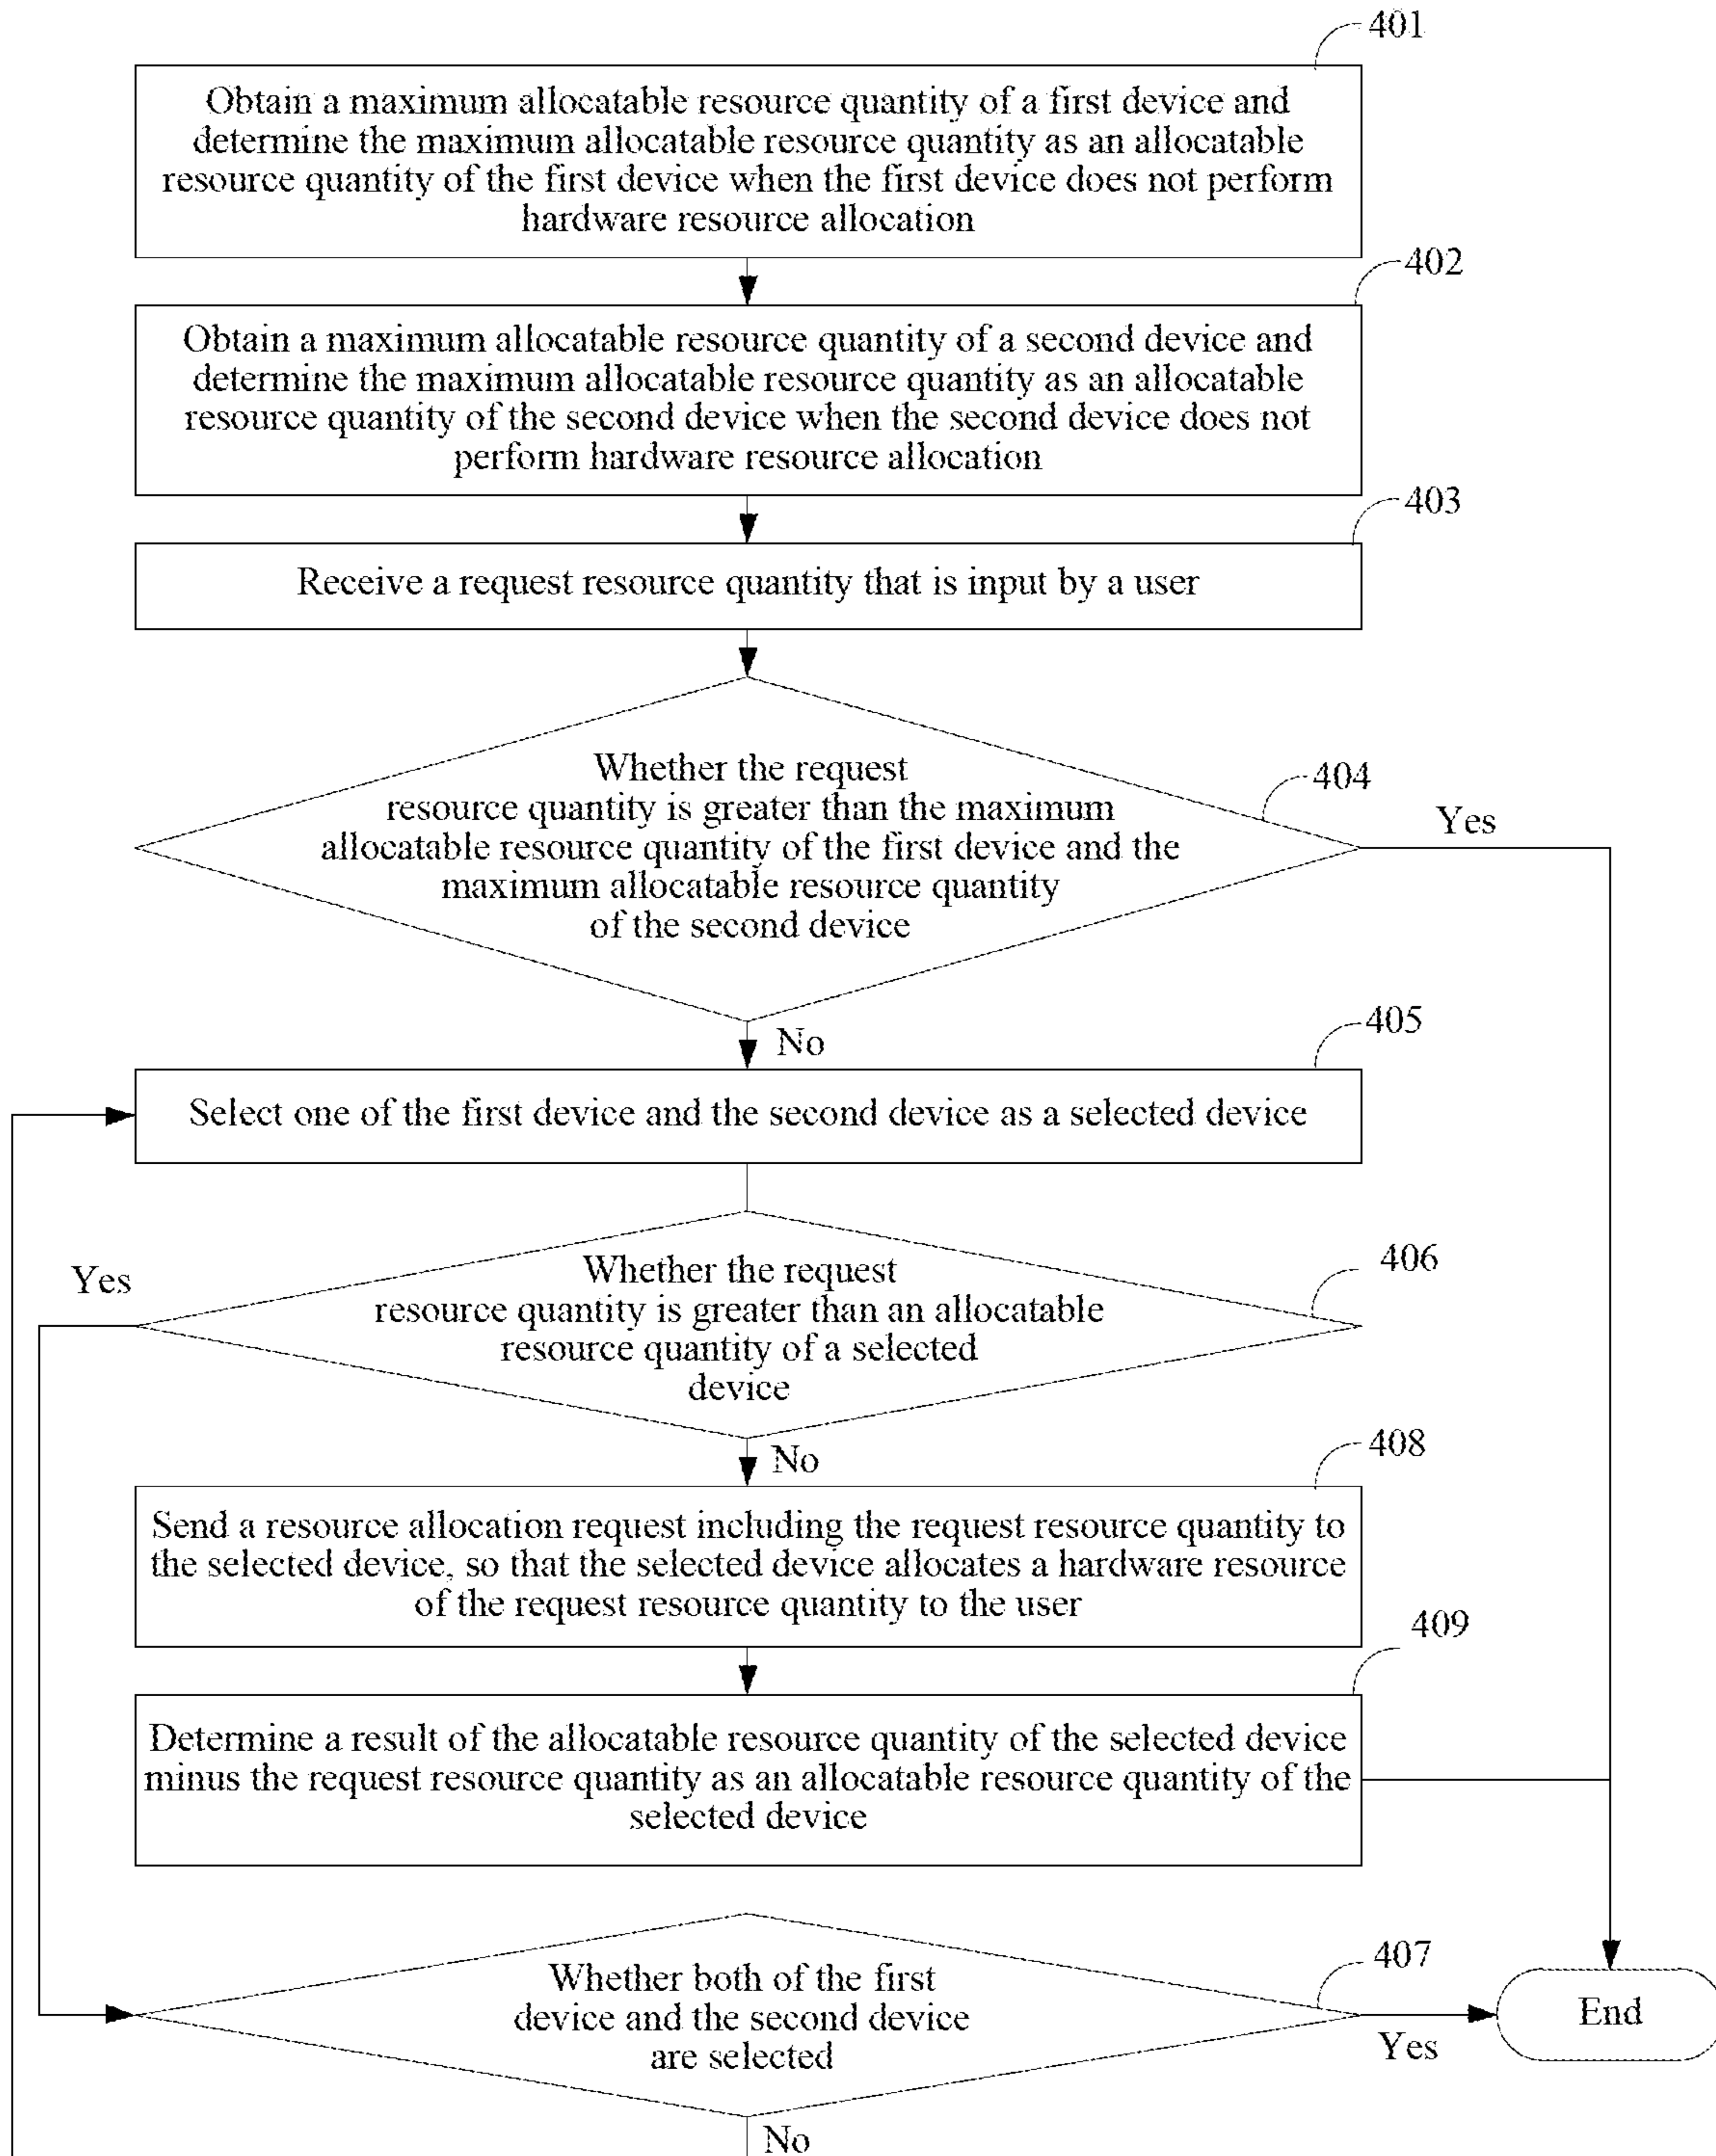 401
Obtain a maximum allocatable resource quantity of a first device and
determine the maximum allocatable resource quantity as an allocatable
resource quantity of the first device when the first device does not perform
hardware resource allocation
402
Obtain a maximum allocatable resource quantity of a second device and
determine the maximum allocatable resource quantity as an allocatable
resource quantity of the second device when the second device does not
perform hardware resource allocation
403
Receive a request resource quantity that is input by a user
404
Whether the request
resource quantity is greater than the maximum
allocatable resource quantity of the first device and the
maximum allocatable resource quantity
of the second device
Yes
No
405
Select one of the first device and the second device as a selected device
406
Yes
Whether the request
resource quantity is greater than an allocatable
resource quantity of a selected
device
No
408
Send a resource allocation request including the request resource quantity to
the selected device, so that the selected device allocates a hardware resource
of the request resource quantity to the user
409
Determine a result of the allocatable resource quantity of the selected device
minus the request resource quantity as an allocatable resource quantity of the
selected device
407
Whether both of the first
device and the second device
are selected
Yes
End
No